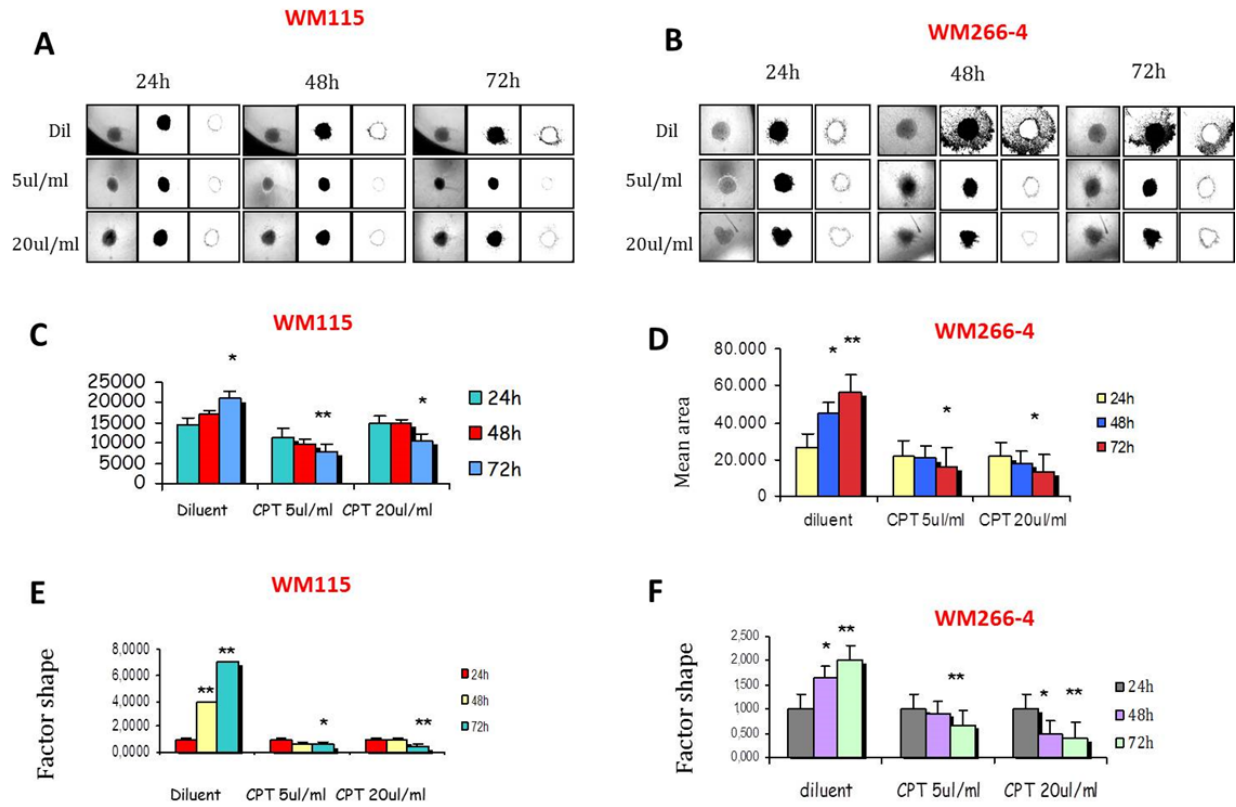 WM115
A
24h 48h 72h
Dil
5ul/ml
20ul/ml
WM266-4
B
24h 48h 72h
Dil
5ul/ml
20ul/ml
WM115
C
25000
20000
15000
10000
5000
0
* ** *
Diluent CPT 5ul/ml CPT 20ul/ml
24h
48h
72h
WM266-4
D
Mean area
80.000
60.000
40.000
20.000
0
* ** * *
diluent CPT 5ul/ml CPT 20ul/ml
24h
48h
72h
WM115
E
Factor shape
8,0000
6,0000
4,0000
2,0000
0,0000
** ** * **
Diluent CPT 5ul/ml CPT 20ul/ml
24h
48h
72h
WM266-4
F
Factor shape
2,500
2,000
1,500
1,000
0,500
0,000
* ** ** * **
diluent CPT 5ul/ml CPT 20ul/ml
24h
48h
72h